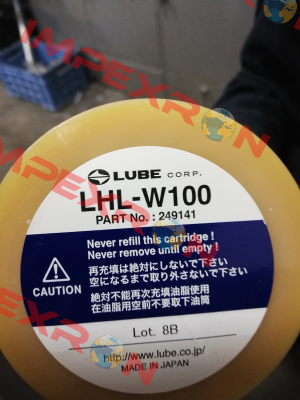 LUBE CORP.
LHL-W100
PART No. : 249141
Never refill this cartridge !
Never remove until empty !
CAUTION
再充填は絶対にしないで下さい
空になるまで取り外さないで下さい
絶對不能再次充填油脂使用
在油脂用空前不要取下油筒
Lot. 8B
http://www.lube.co.jp/
MADE IN JAPAN
IMPEXRON